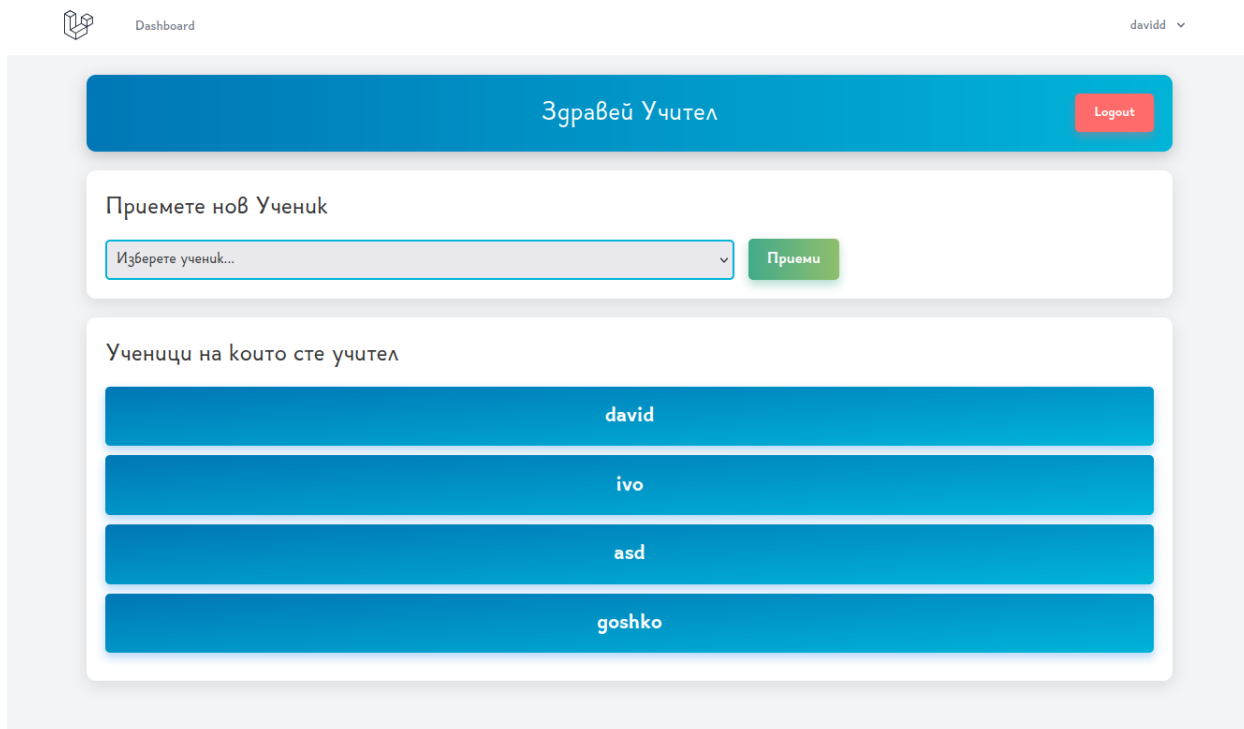 Dashboard
davidd
Здравей Учител
Logout
Приемете нов Ученик
Изберете ученик...
Приеми
Ученици на които сте учител
david
ivo
asd
goshko